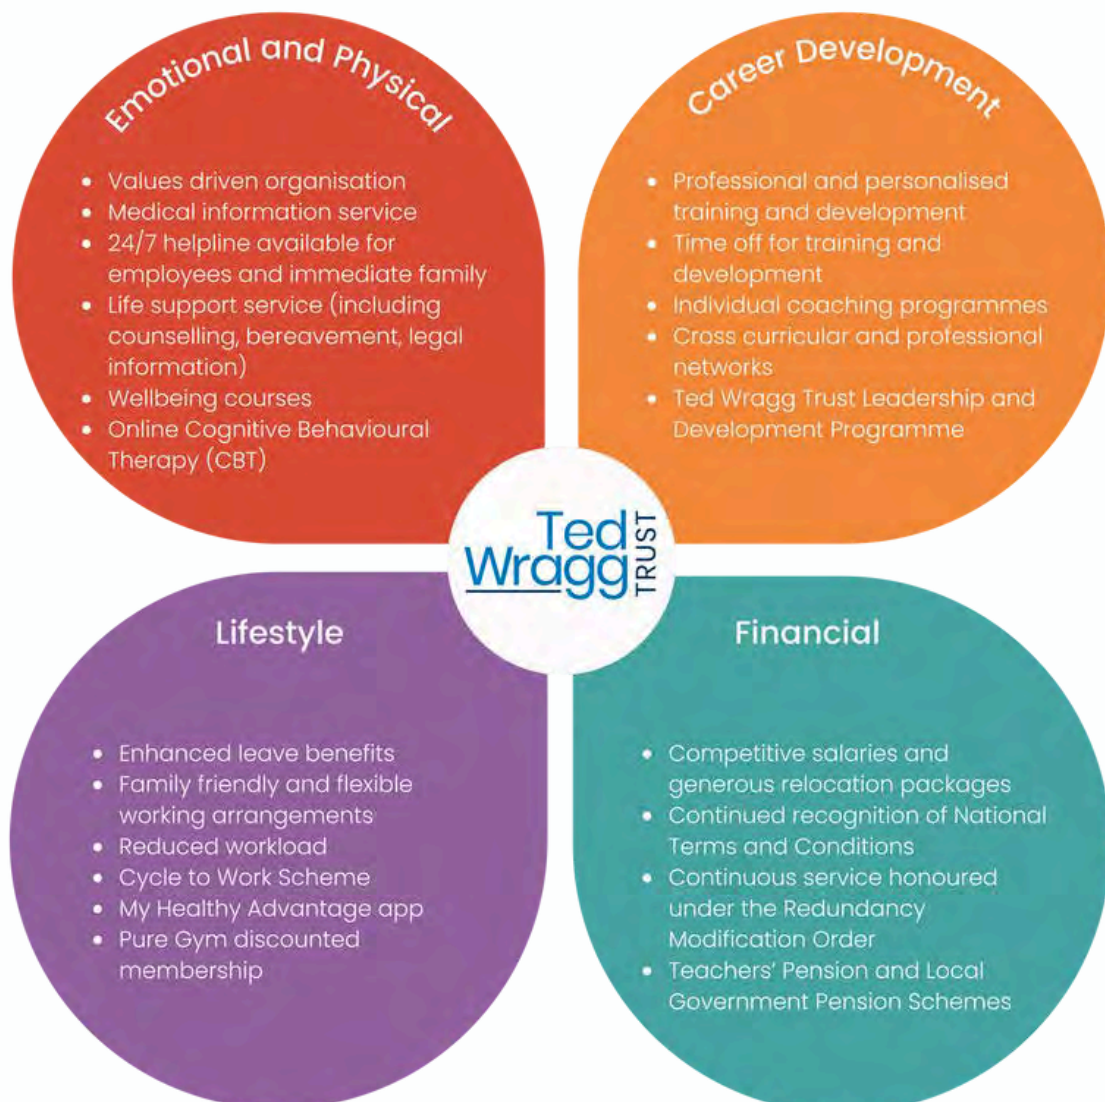 Emotional and Physical
• Values driven organisation
• Medical information service
• 24/7 helpline available for
employees and immediate family
• Life support service (including
counselling, bereavement, legal
information)
• Wellbeing courses
• Online Cognitive Behavioural
Therapy (CBT)
Career Development
• Professional and personalised
training and development
• Time off for training and
development
• Individual coaching programmes
• Cross curricular and professional
networks
• Ted Wragg Trust Leadership and
Development Programme
Ted
Wragg
TRUST
Lifestyle
• Enhanced leave benefits
• Family friendly and flexible
working arrangements
• Reduced workload
• Cycle to Work Scheme
• My Healthy Advantage app
• Pure Gym discounted
membership
Financial
• Competitive salaries and
generous relocation packages
• Continued recognition of National
Terms and Conditions
• Continuous service honoured
under the Redundancy
Modification Order
• Teachers' Pension and Local
Government Pension Schemes